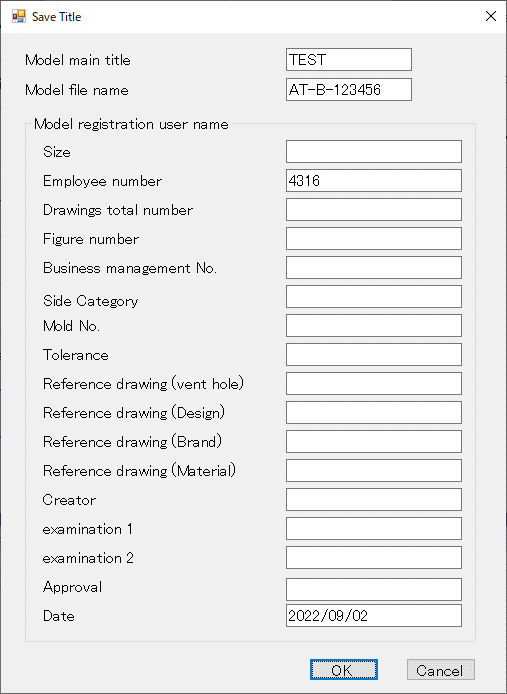 Save Title
Model main title TEST
Model file name AT-B-123456
Model registration user name
Size
Employee number 4316
Drawings total number
Figure number
Business management No.
Side Category
Mold No.
Tolerance
Reference drawing (vent hole)
Reference drawing (Design)
Reference drawing (Brand)
Reference drawing (Material)
Creator
examination 1
examination 2
Approval
Date 2022/09/02
OK Cancel